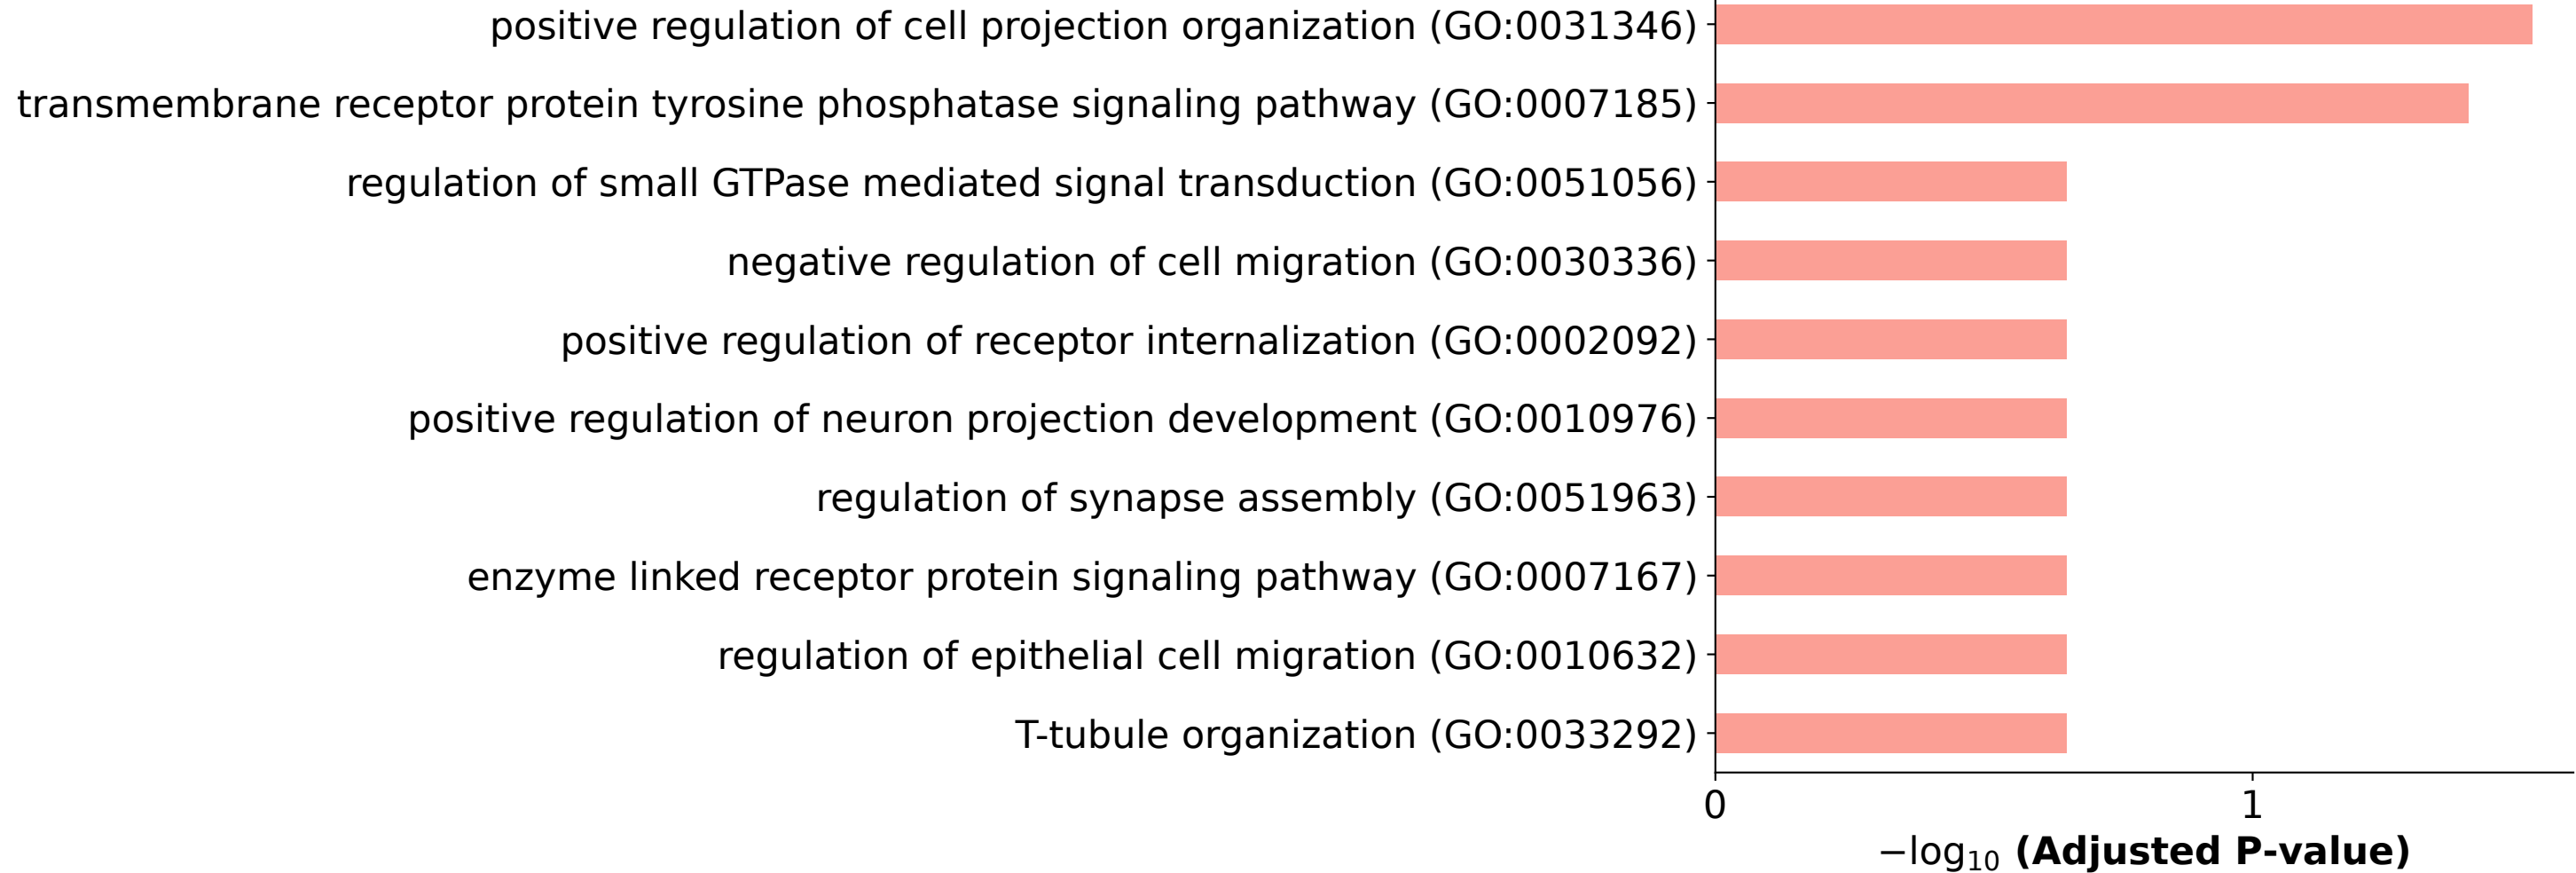 positive regulation of cell projection organization (GO:0031346)
transmembrane receptor protein tyrosine phosphatase signaling pathway (GO:0007185)
regulation of small GTPase mediated signal transduction (GO:0051056)
negative regulation of cell migration (GO:0030336)
positive regulation of receptor internalization (GO:0002092)
positive regulation of neuron projection development (GO:0010976)
regulation of synapse assembly (GO:0051963)
enzyme linked receptor protein signaling pathway (GO:0007167)
regulation of epithelial cell migration (GO:0010632)
T-tubule organization (GO:0033292)
0 1
−log₁₀ (Adjusted P-value)